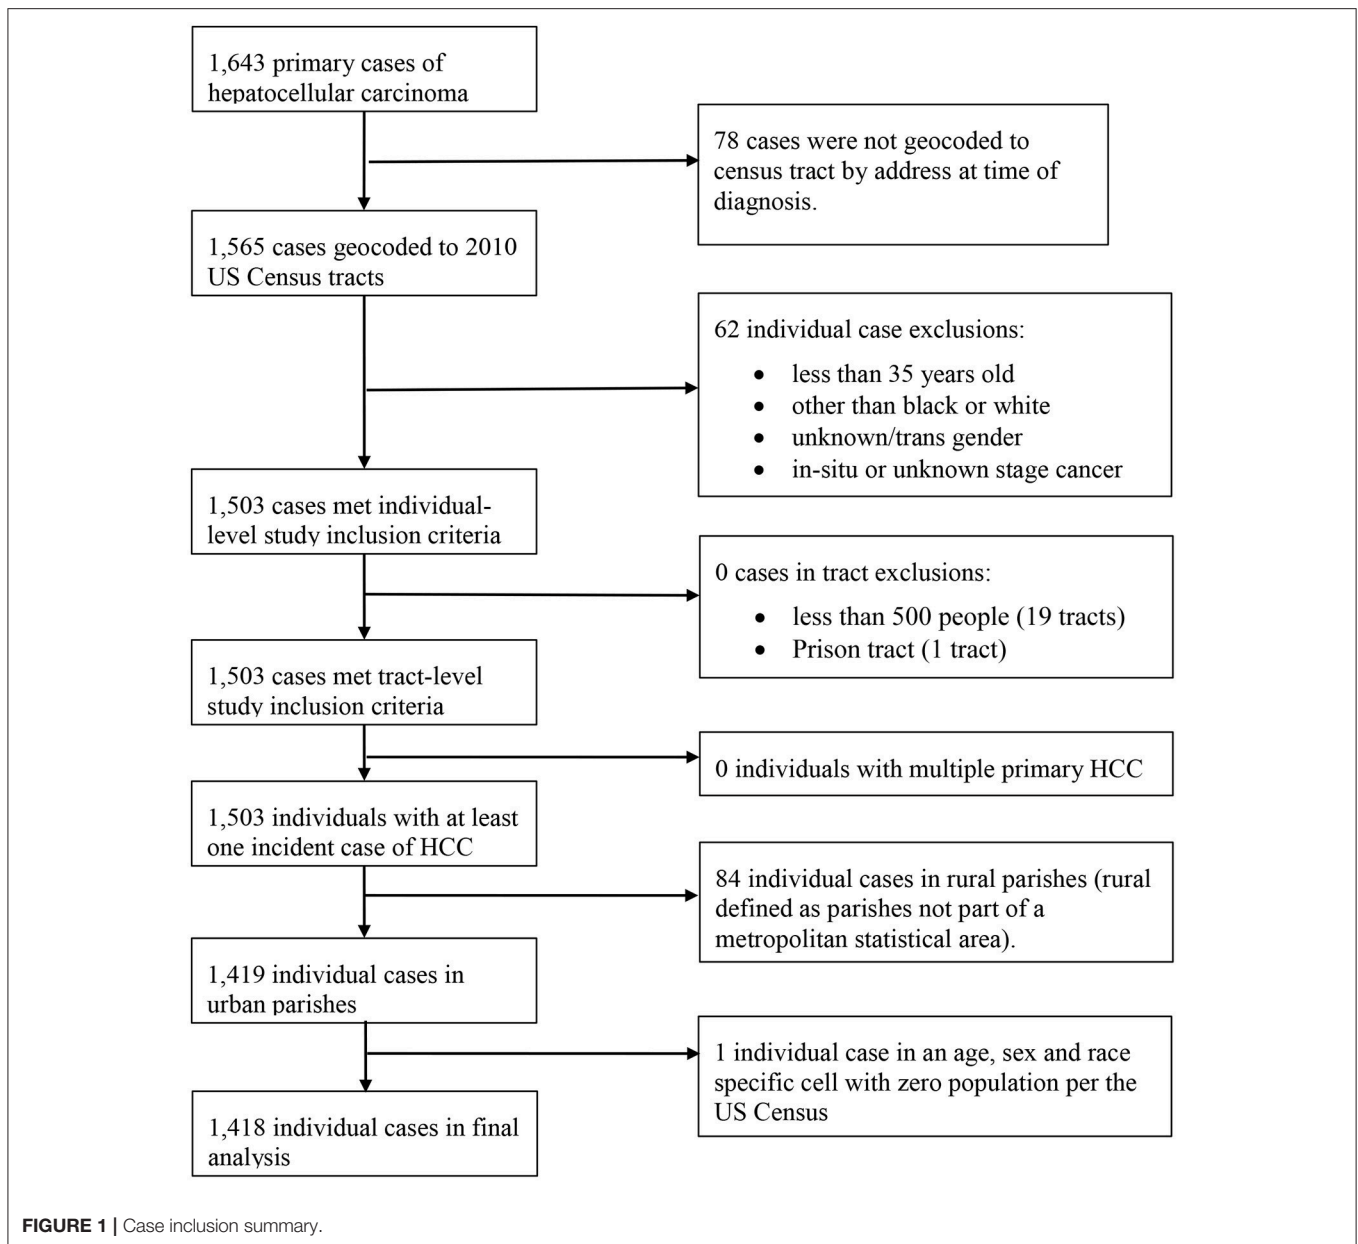 1,643 primary cases of
hepatocellular carcinoma
78 cases were not geocoded to
census tract by address at time of
diagnosis.
1,565 cases geocoded to 2010
US Census tracts
62 individual case exclusions:
• less than 35 years old
• other than black or white
• unknown/trans gender
• in-situ or unknown stage cancer
1,503 cases met individual-
level study inclusion criteria
0 cases in tract exclusions:
• less than 500 people (19 tracts)
• Prison tract (1 tract)
1,503 cases met tract-level
study inclusion criteria
0 individuals with multiple primary HCC
1,503 individuals with at least
one incident case of HCC
84 individual cases in rural parishes (rural
defined as parishes not part of a
metropolitan statistical area).
1,419 individual cases in
urban parishes
1 individual case in an age, sex and race
specific cell with zero population per the
US Census
1,418 individual cases in final
analysis
FIGURE 1 | Case inclusion summary.